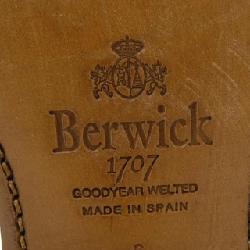 Berwick
1707
GOODYEAR WELTED
MADE IN SPAIN